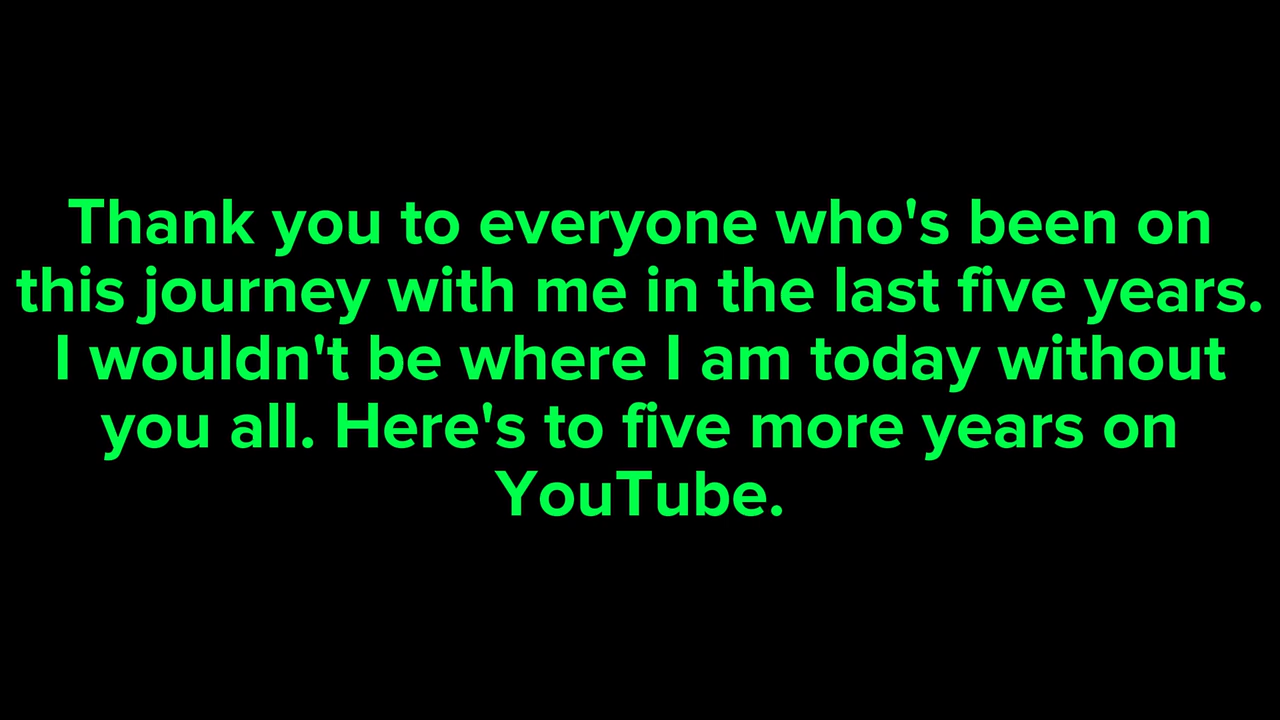 Thank you to everyone who's been on
this journey with me in the last five years.
I wouldn't be where I am today without
you all. Here's to five more years on
YouTube.